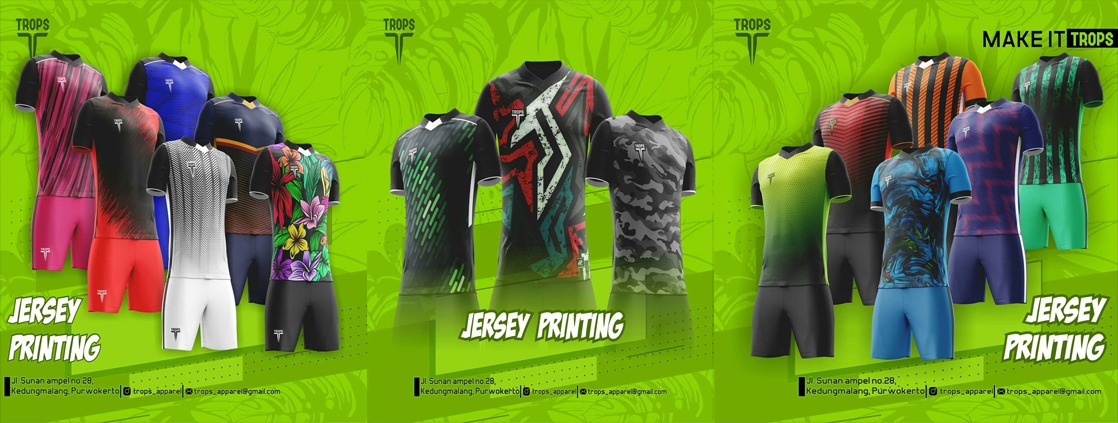 TROPS
JERSEY
PRINTING
Jl. Sunan ampel no.28,
Kedungmalang, Purwokerto| trops_apparel| trops_apparel@gmail.com
TROPS
JERSEY PRINTING
Jl. Sunan ampel no.28,
Kedungmalang, Purwokerto| trops_apparel| trops_apparel@gmail.com
TROPS
MAKE IT TROPS
JERSEY
PRINTING
Jl. Sunan ampel no.28,
Kedungmalang, Purwokerto| trops_apparel| trops_apparel@gmail.com